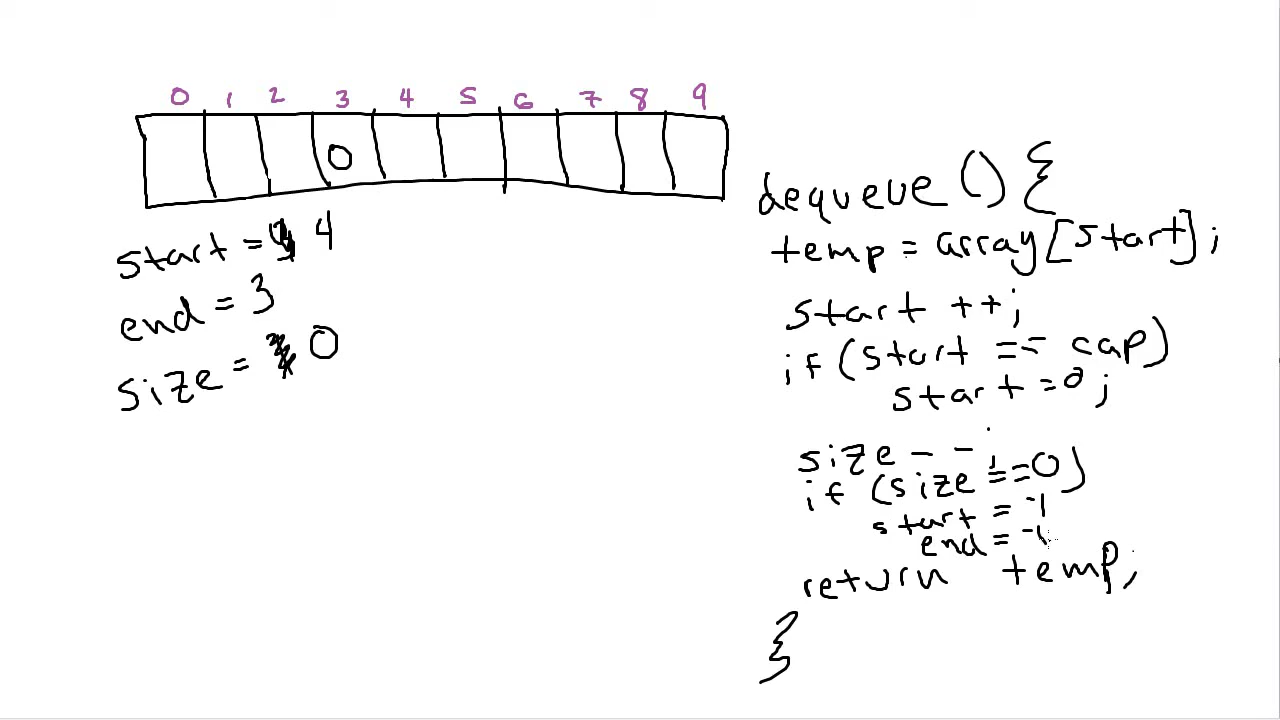 0 1 2 3 4 5 6 7 8 9
0
start = 4
end = 3
size = 0
dequeue () {
temp = array[start];
start ++;
if (start == cap)
start = 0;
size--;
if (size ==0)
start = -1
end = -1
return temp;
}